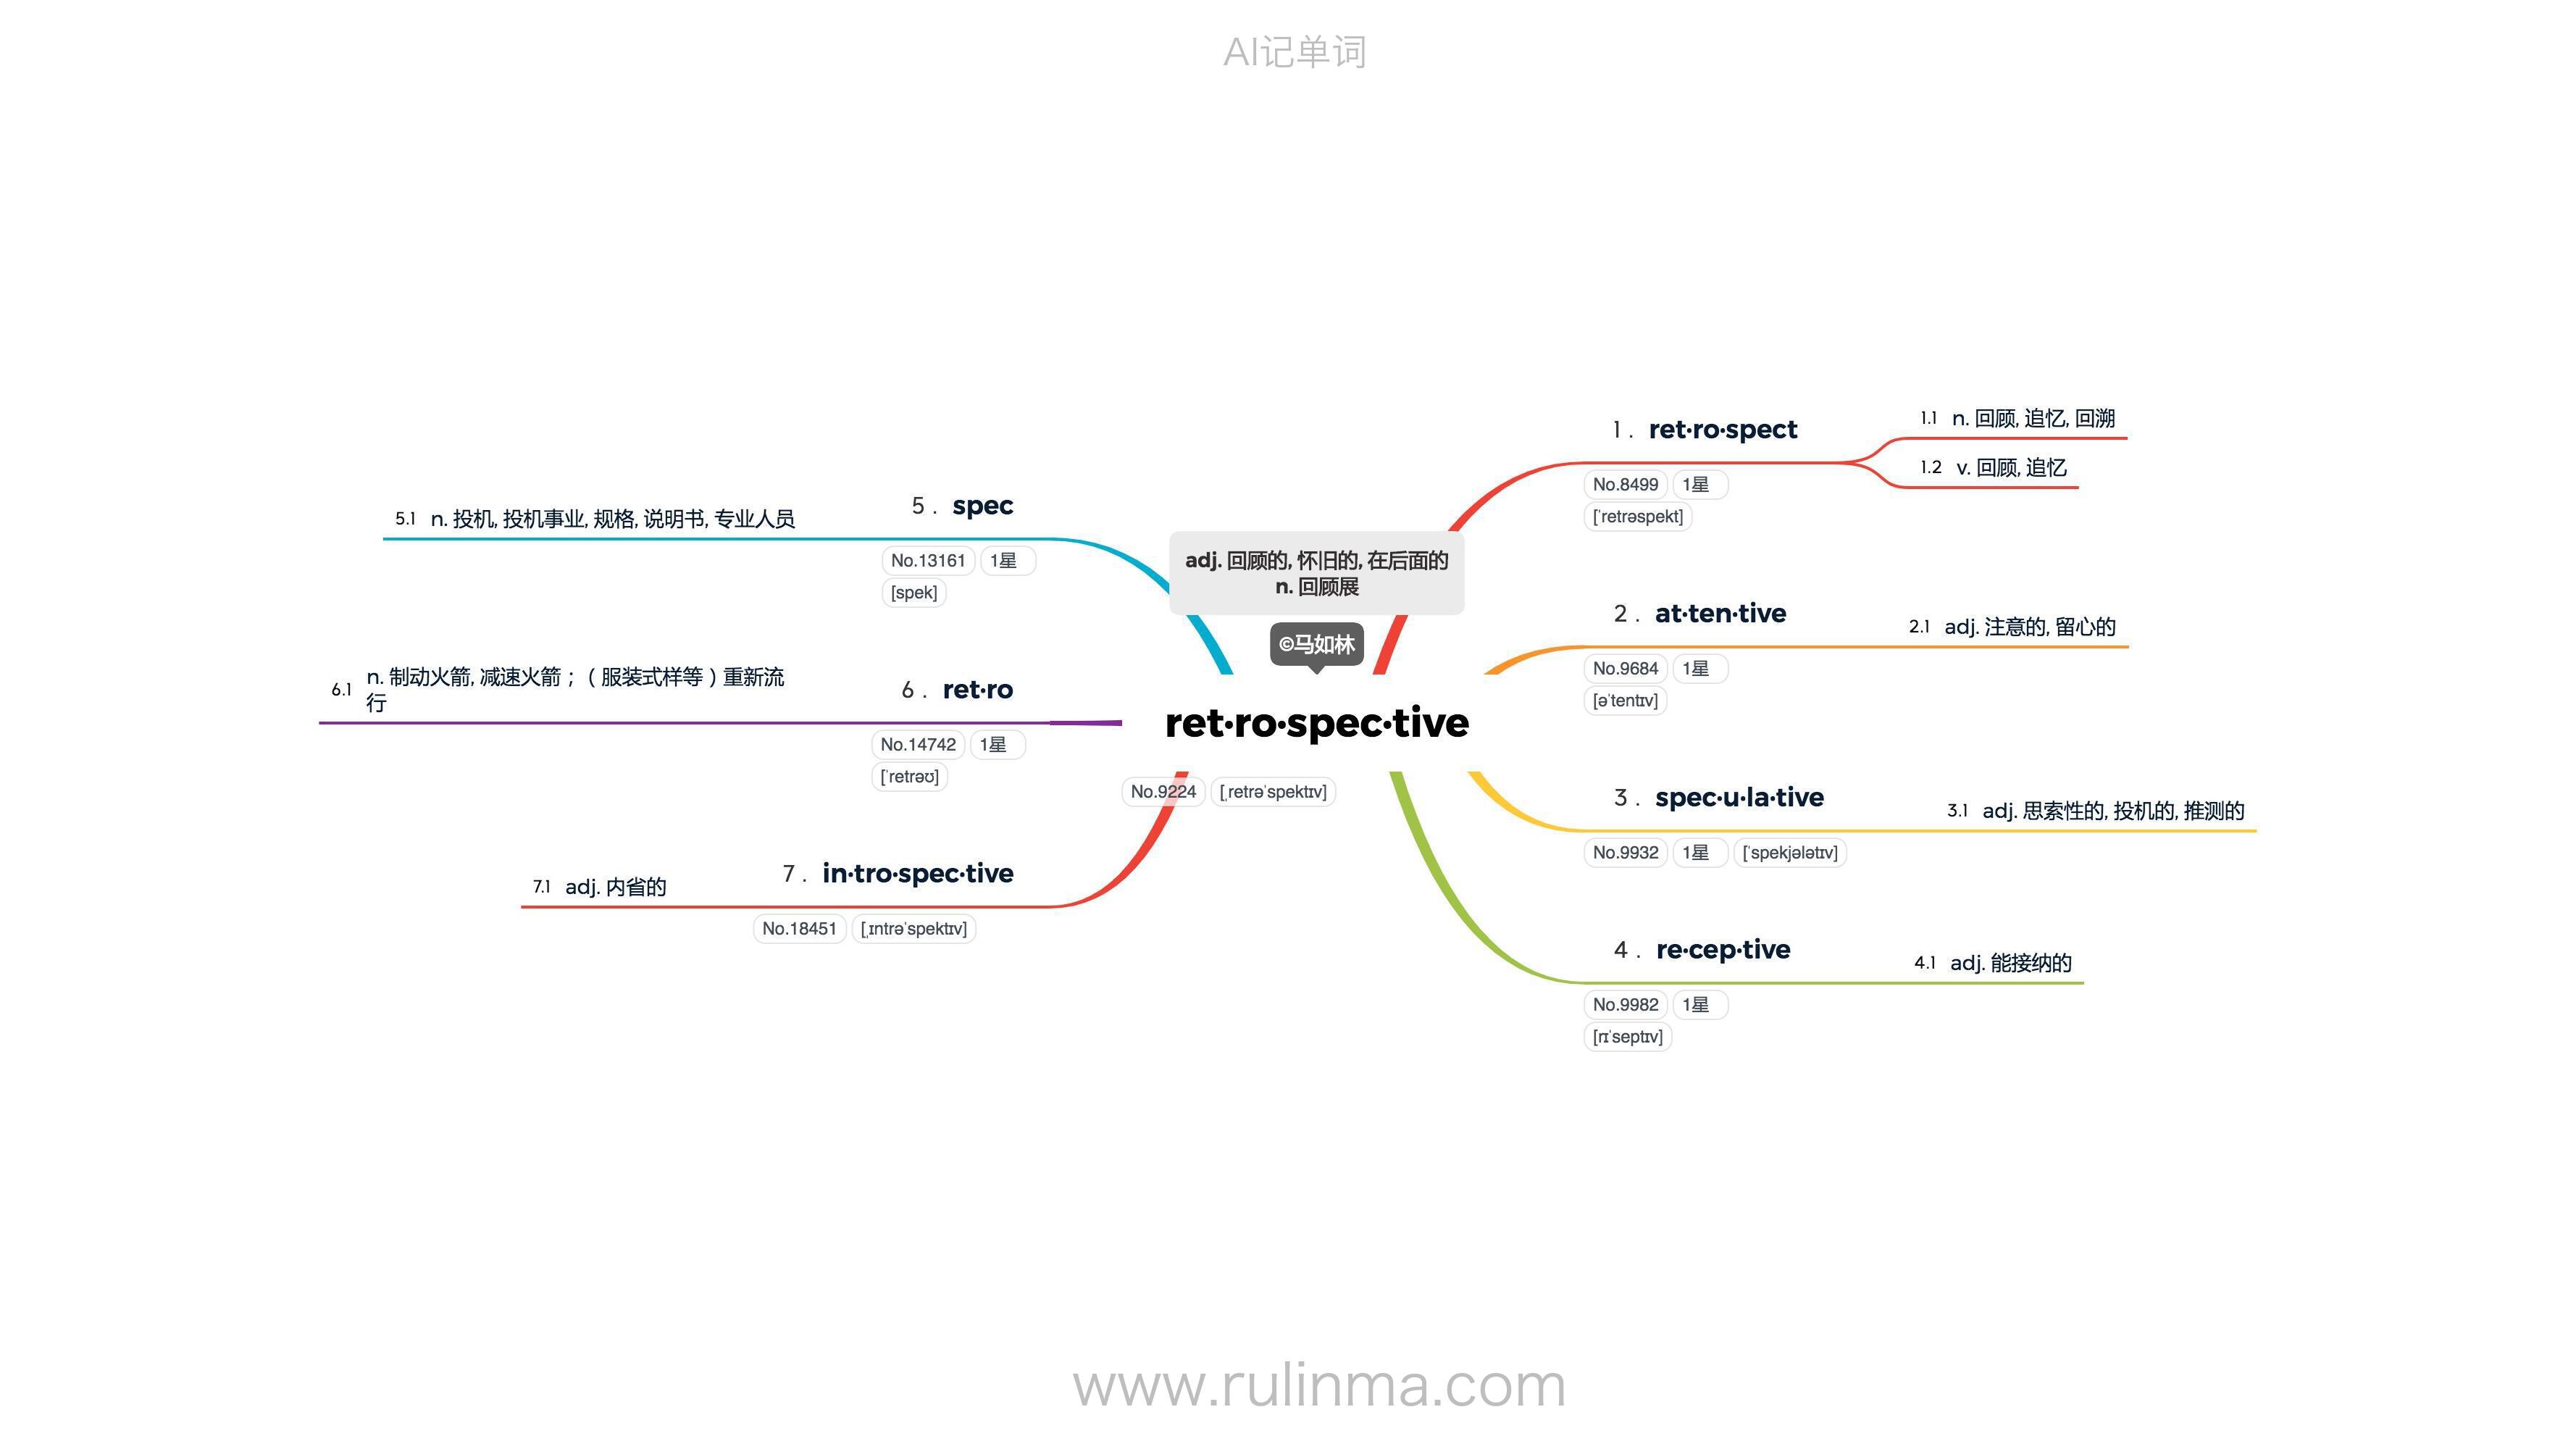 AI记单词
adj. 回顾的, 怀旧的, 在后面的
n. 回顾展
©马如林
ret·ro·spec·tive
No.9224 [ˌretrəˈspektɪv]
1. ret·ro·spect
No.8499 1星
[ˈretrəspekt]
1.1 n. 回顾, 追忆, 回溯
1.2 v. 回顾, 追忆
2. at·ten·tive
No.9684 1星
[əˈtentɪv]
2.1 adj. 注意的, 留心的
3. spec·u·la·tive
No.9932 1星 [ˈspekjələtɪv]
3.1 adj. 思索性的, 投机的, 推测的
4. re·cep·tive
No.9982 1星
[rɪˈseptɪv]
4.1 adj. 能接纳的
5. spec
No.13161 1星
[spek]
5.1 n. 投机, 投机事业, 规格, 说明书, 专业人员
6. ret·ro
No.14742 1星
[ˈretrəʊ]
6.1 n. 制动火箭, 减速火箭；（服装式样等）重新流
行
7. in·tro·spec·tive
No.18451 [ˌɪntrəˈspektɪv]
7.1 adj. 内省的
www.rulinma.com